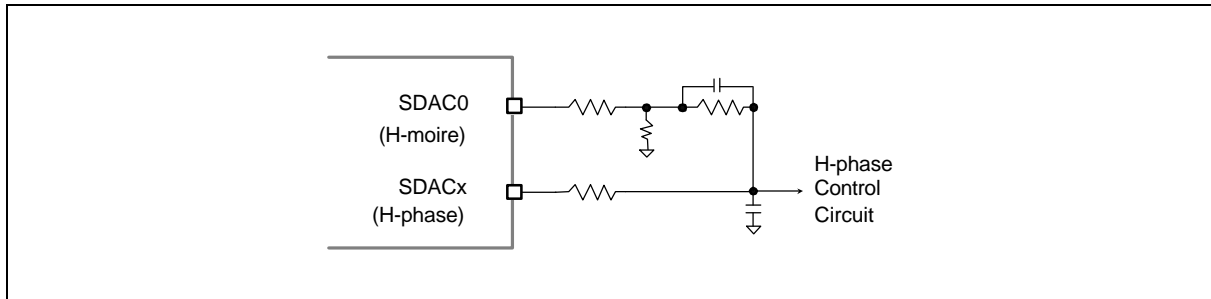 SDAC0
(H-moire)
SDACx
(H-phase)
H-phase
Control
Circuit